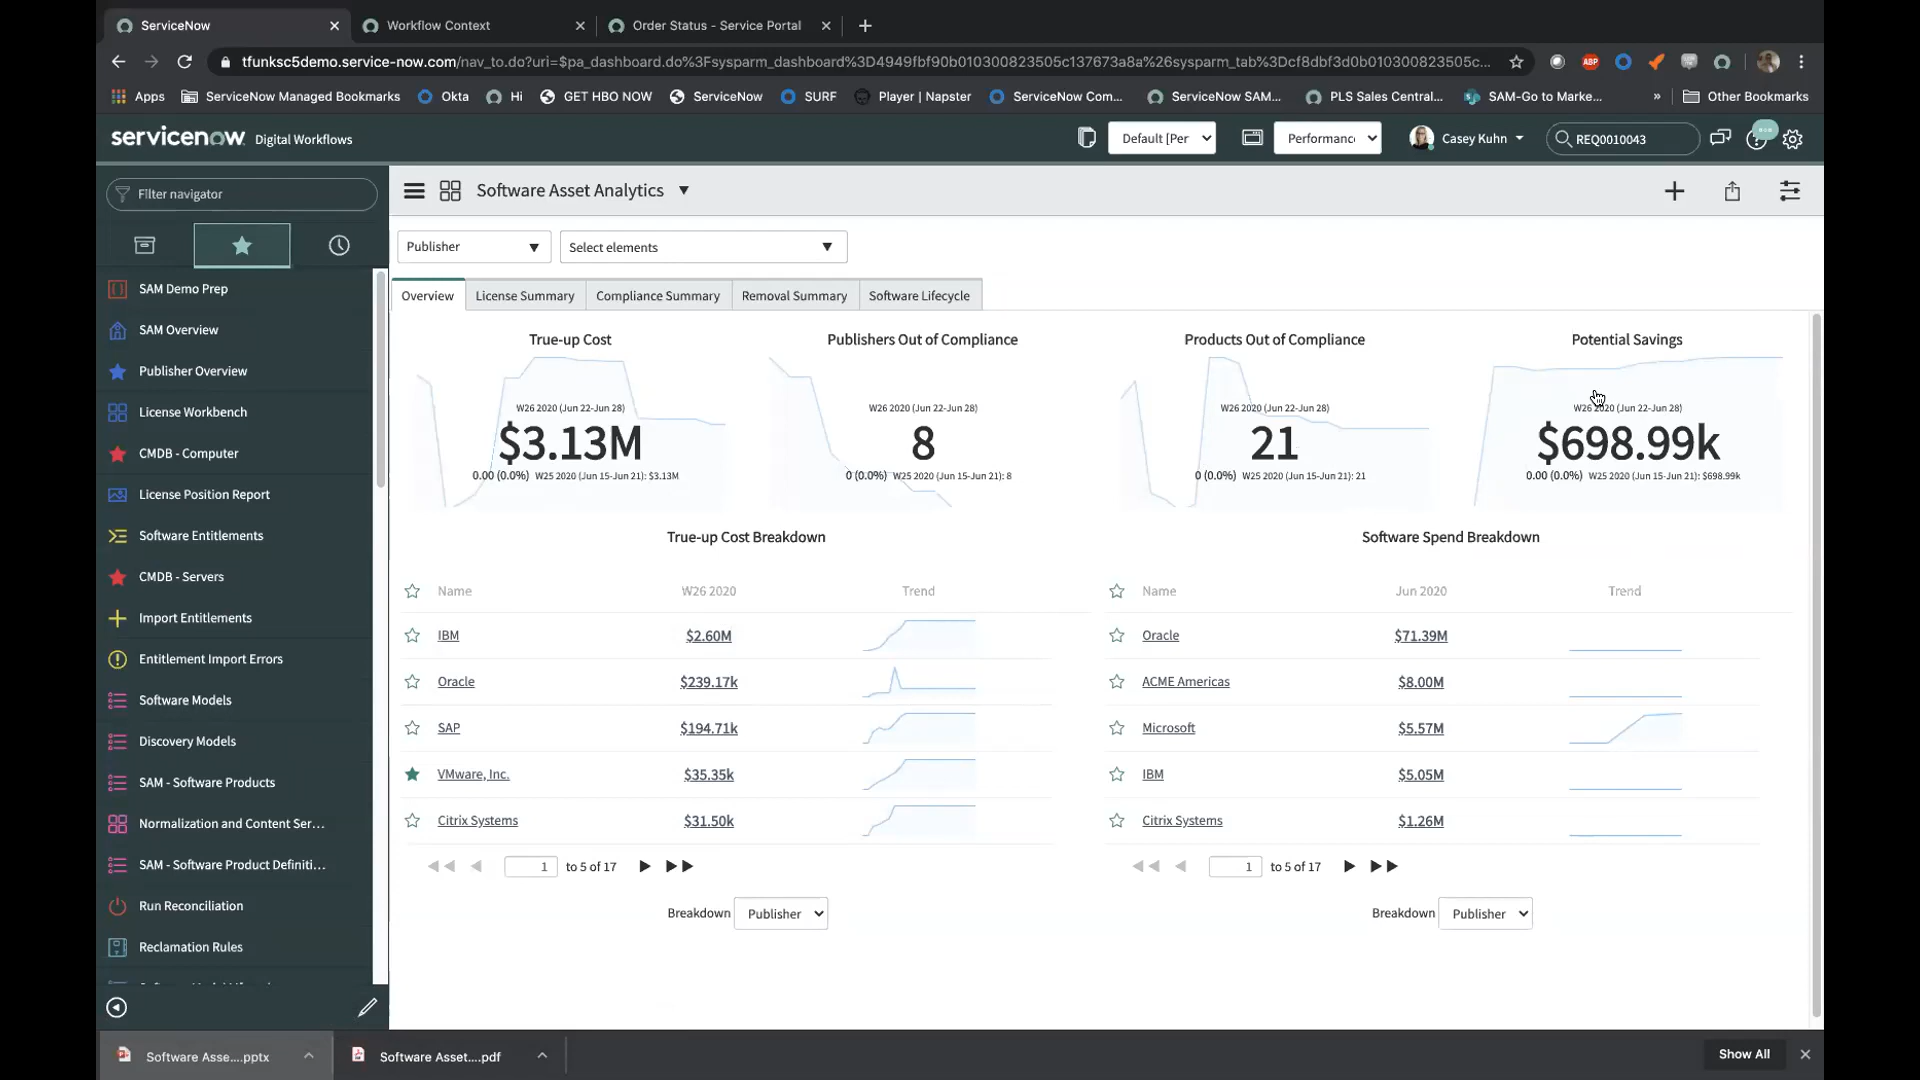 ServiceNow
Workflow Context
Order Status - Service Portal
tfunksc5demo.service-now.com/nav_to.do?uri=$pa_dashboard.do%3Fsysparm_dashboard%3D4949fbf90b010300823505c137673a8a%26sysparm_tab%3Dcf8dbf3d0b010300823505c...
ABP
Apps
ServiceNow Managed Bookmarks
Okta
Hi
GET HBO NOW
ServiceNow
SURF
Player | Napster
ServiceNow Com...
ServiceNow SAM...
PLS Sales Central...
SAM-Go to Marke...
»
Other Bookmarks
servicenow Digital Workflows
Default [Per
Performanc
Casey Kuhn
REQ0010043
Filter navigator
SAM Demo Prep
SAM Overview
Publisher Overview
License Workbench
CMDB - Computer
License Position Report
Software Entitlements
CMDB - Servers
Import Entitlements
Entitlement Import Errors
Software Models
Discovery Models
SAM - Software Products
Normalization and Content Ser...
SAM - Software Product Definiti...
Run Reconciliation
Reclamation Rules
Software Asset Analytics
Publisher
Select elements
Overview
License Summary
Compliance Summary
Removal Summary
Software Lifecycle
True-up Cost
W26 2020 (Jun 22-Jun 28)
$3.13M
0.00 (0.0%) W25 2020 (Jun 15-Jun 21): $3.13M
Publishers Out of Compliance
W26 2020 (Jun 22-Jun 28)
8
0 (0.0%) W25 2020 (Jun 15-Jun 21): 8
Products Out of Compliance
W26 2020 (Jun 22-Jun 28)
21
0 (0.0%) W25 2020 (Jun 15-Jun 21): 21
Potential Savings
W26 2020 (Jun 22-Jun 28)
$698.99k
0.00 (0.0%) W25 2020 (Jun 15-Jun 21): $698.99k
True-up Cost Breakdown
Name W26 2020 Trend
IBM $2.60M
Oracle $239.17k
SAP $194.71k
VMware, Inc. $35.35k
Citrix Systems $31.50k
1 to 5 of 17
Breakdown Publisher
Software Spend Breakdown
Name Jun 2020 Trend
Oracle $71.39M
ACME Americas $8.00M
Microsoft $5.57M
IBM $5.05M
Citrix Systems $1.26M
1 to 5 of 17
Breakdown Publisher
Software Asse....pptx
Software Asset....pdf
Show All